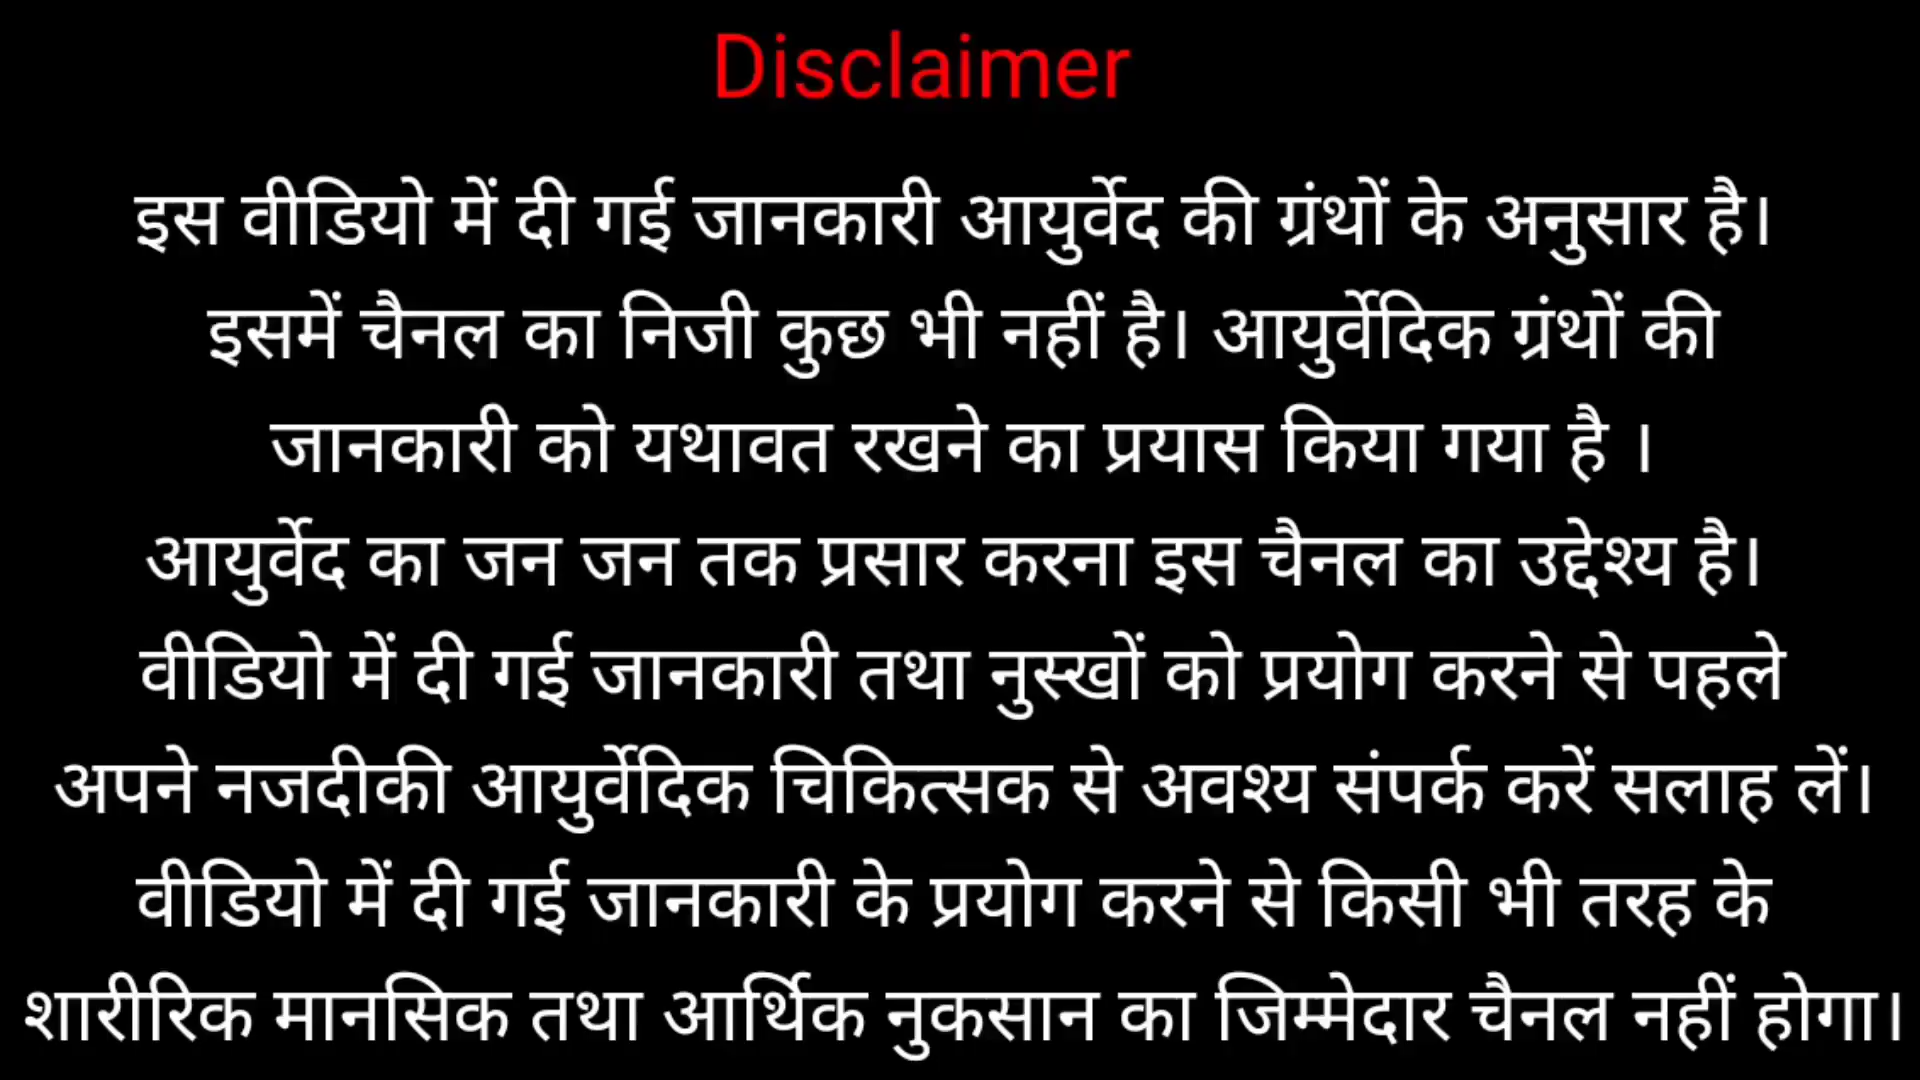 Disclaimer
इस वीडियो में दी गई जानकारी आयुर्वेद की ग्रंथों के अनुसार है।
इसमें चैनल का निजी कुछ भी नहीं है। आयुर्वेदिक ग्रंथों की
जानकारी को यथावत रखने का प्रयास किया गया है ।
आयुर्वेद का जन जन तक प्रसार करना इस चैनल का उद्देश्य है।
वीडियो में दी गई जानकारी तथा नुस्खों को प्रयोग करने से पहले
अपने नजदीकी आयुर्वेदिक चिकित्सक से अवश्य संपर्क करें सलाह लें।
वीडियो में दी गई जानकारी के प्रयोग करने से किसी भी तरह के
शारीरिक मानसिक तथा आर्थिक नुकसान का जिम्मेदार चैनल नहीं होगा।